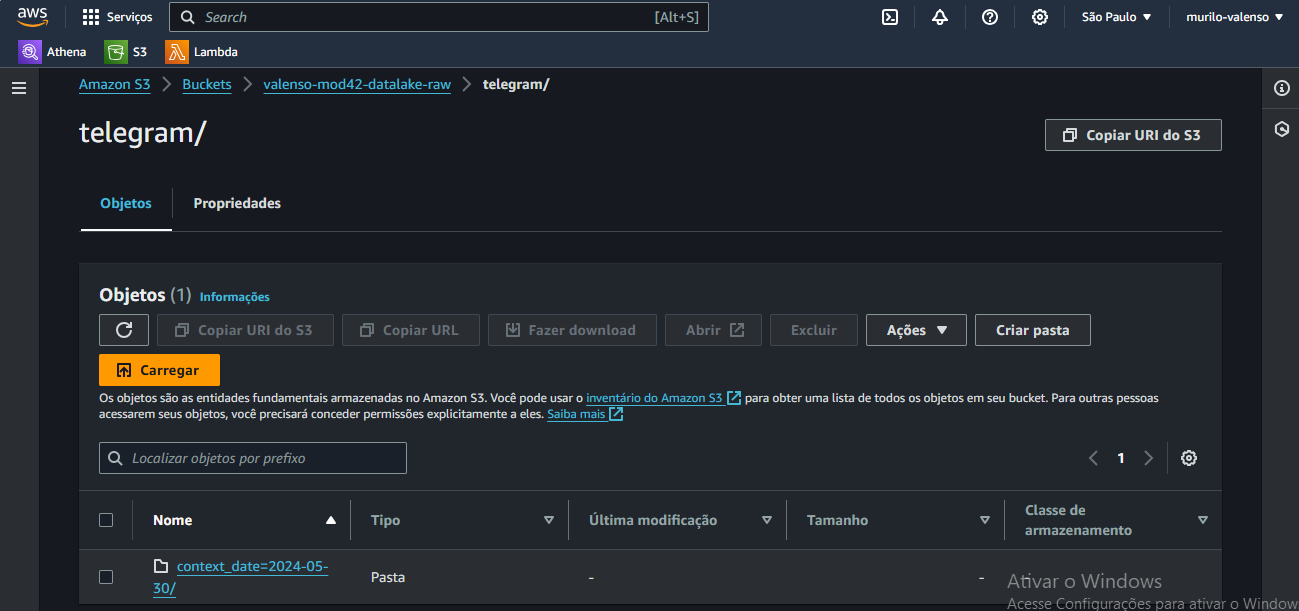 aws
Serviços
Search
[Alt+S]
São Paulo
murilo-valenso
Athena
S3
Lambda
Amazon S3
Buckets
valenso-mod42-datalake-raw
telegram/
telegram/
Copiar URI do S3
Objetos
Propriedades
Objetos (1)
Informações
Copiar URI do S3
Copiar URL
Fazer download
Abrir
Excluir
Ações
Criar pasta
Carregar
Os objetos são as entidades fundamentais armazenadas no Amazon S3. Você pode usar o inventário do Amazon S3 para obter uma lista de todos os objetos em seu bucket. Para outras pessoas
acessarem seus objetos, você precisará conceder permissões explicitamente a eles. Saiba mais
Localizar objetos por prefixo
1
Nome
Tipo
Última modificação
Tamanho
Classe de
armazenamento
context_date=2024-05-
30/
Pasta
-
-
-
Ativar o Windows
Acesse Configurações para ativar o Window